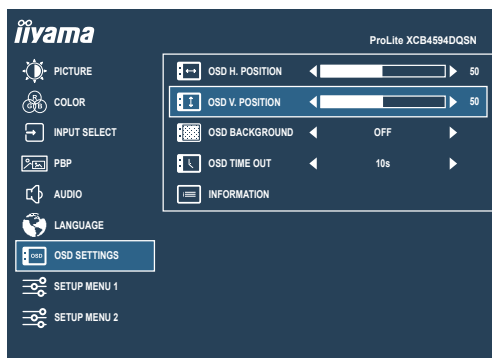 iiyama
ProLite XCB4594DQSN
PICTURE
COLOR
INPUT SELECT
PBP
AUDIO
LANGUAGE
OSD SETTINGS
SETUP MENU 1
SETUP MENU 2
OSD H. POSITION 50
OSD V. POSITION 50
OSD BACKGROUND OFF
OSD TIME OUT 10s
INFORMATION
R
G B
OSD